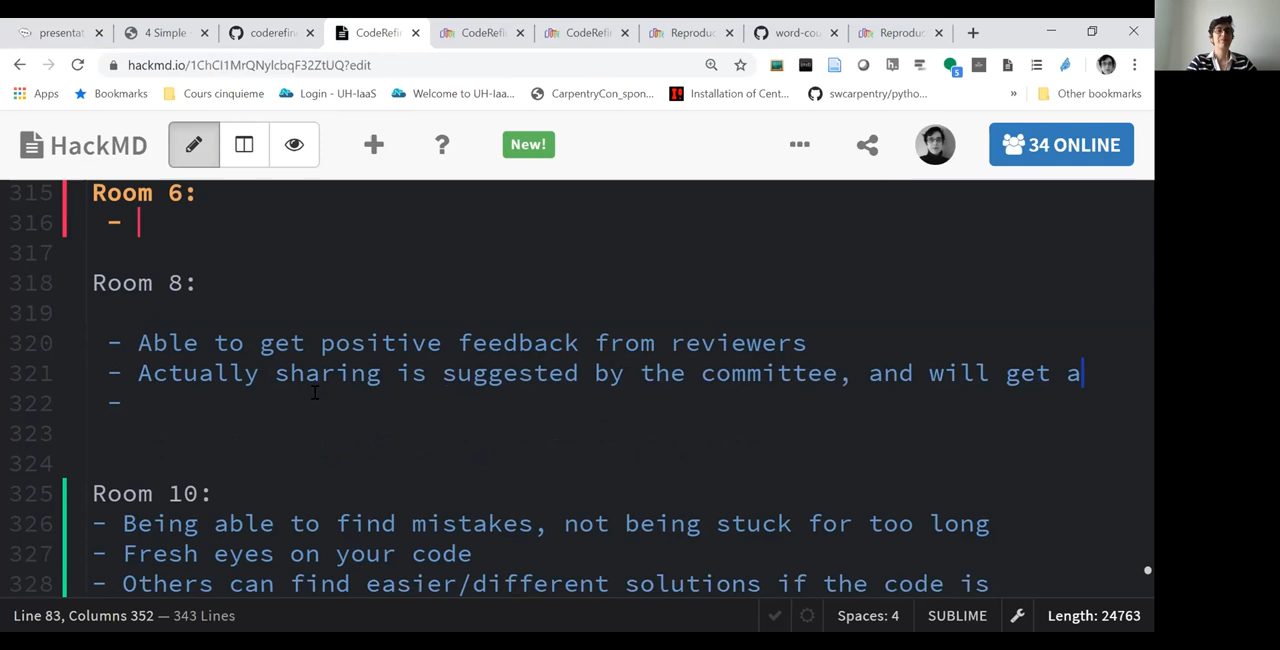 presentat
4 Simple
coderefin
CodeRefi
CodeRefi
CodeRefi
Reproduc
word-cou
Reproduc
hackmd.io/1ChCI1MrQNylcbqF32ZtUQ?edit
5
Apps
Bookmarks
Cours cinquieme
Login - UH-IaaS
Welcome to UH-Iaa...
CarpentryCon_spon...
Installation of Cent...
swcarpentry/pytho...
»
Other bookmarks
HackMD
New!
34 ONLINE
315 Room 6:
316 -
317
318 Room 8:
319
320 - Able to get positive feedback from reviewers
321 - Actually sharing is suggested by the committee, and will get a
322 -
323
324
325 Room 10:
326 - Being able to find mistakes, not being stuck for too long
327 - Fresh eyes on your code
328 - Others can find easier/different solutions if the code is
Line 83, Columns 352 — 343 Lines
Spaces: 4
SUBLIME
Length: 24763